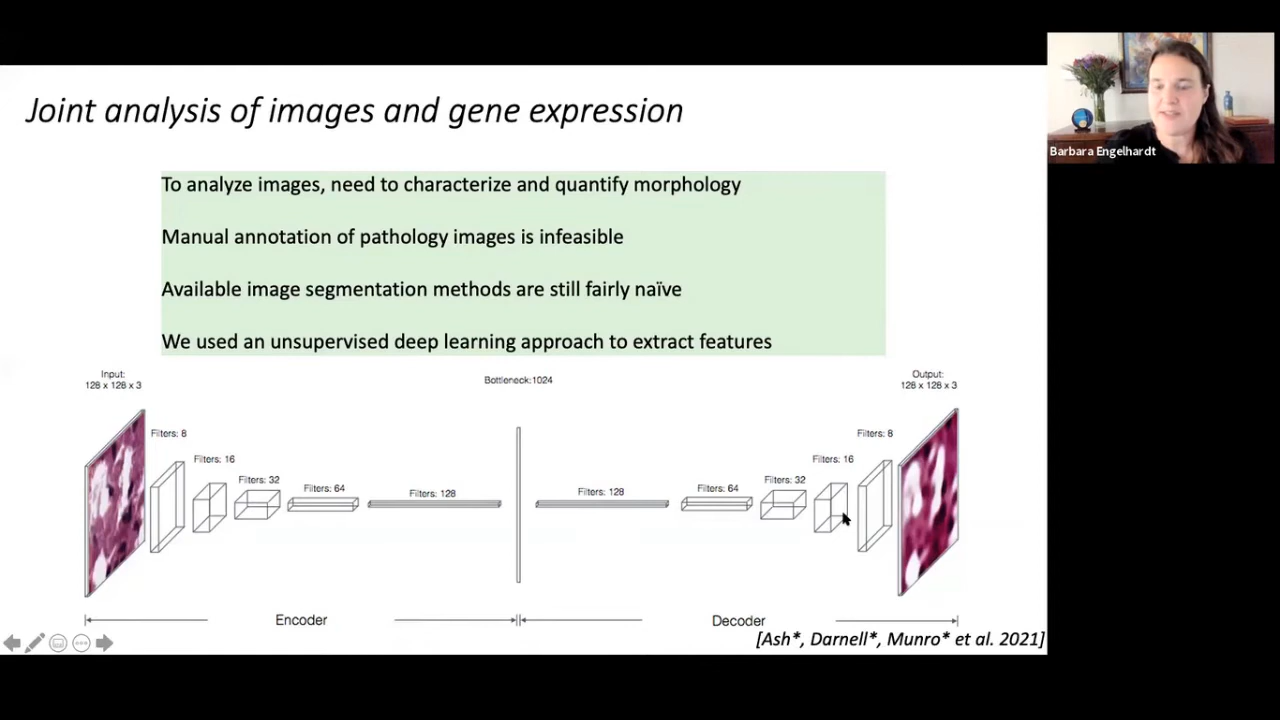 Joint analysis of images and gene expression
Barbara Engelhardt
To analyze images, need to characterize and quantify morphology
Manual annotation of pathology images is infeasible
Available image segmentation methods are still fairly naïve
We used an unsupervised deep learning approach to extract features
Input:
128 x 128 x 3
Bottleneck:1024
Output:
128 x 128 x 3
Filters: 8
Filters: 16
Filters: 32
Filters: 64
Filters: 128
Filters: 128
Filters: 64
Filters: 32
Filters: 16
Filters: 8
Encoder
Decoder
[Ash*, Darnell*, Munro* et al. 2021]